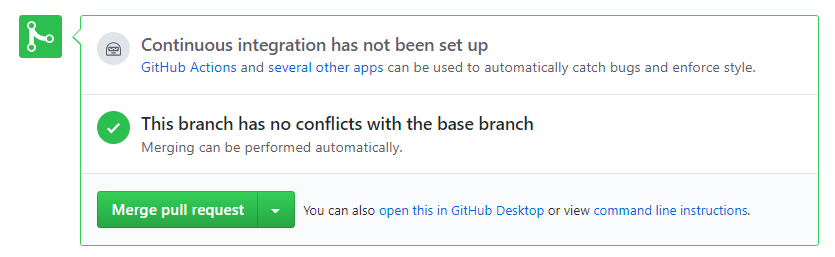 Continuous integration has not been set up
GitHub Actions and several other apps can be used to automatically catch bugs and enforce style.
This branch has no conflicts with the base branch
Merging can be performed automatically.
Merge pull request
You can also open this in GitHub Desktop or view command line instructions.